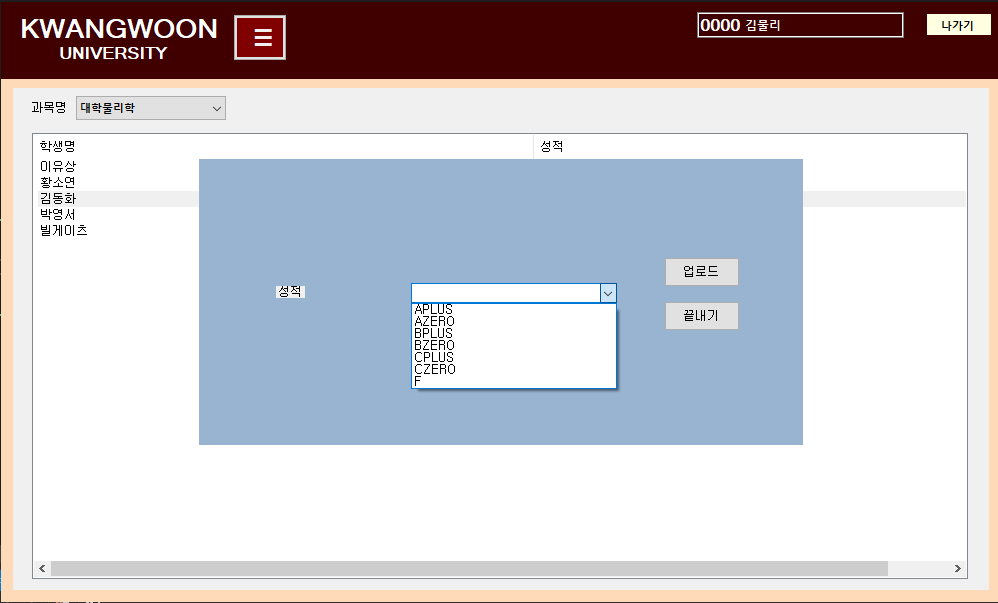 KWANGWOON
UNIVERSITY
0000 김물리
나가기
과목명 대학물리학
학생명 성적
이유상
황소연
김동화
박영서
빌게이츠
성적
APLUS
AZERO
BPLUS
BZERO
CPLUS
CZERO
F
업로드
끝내기